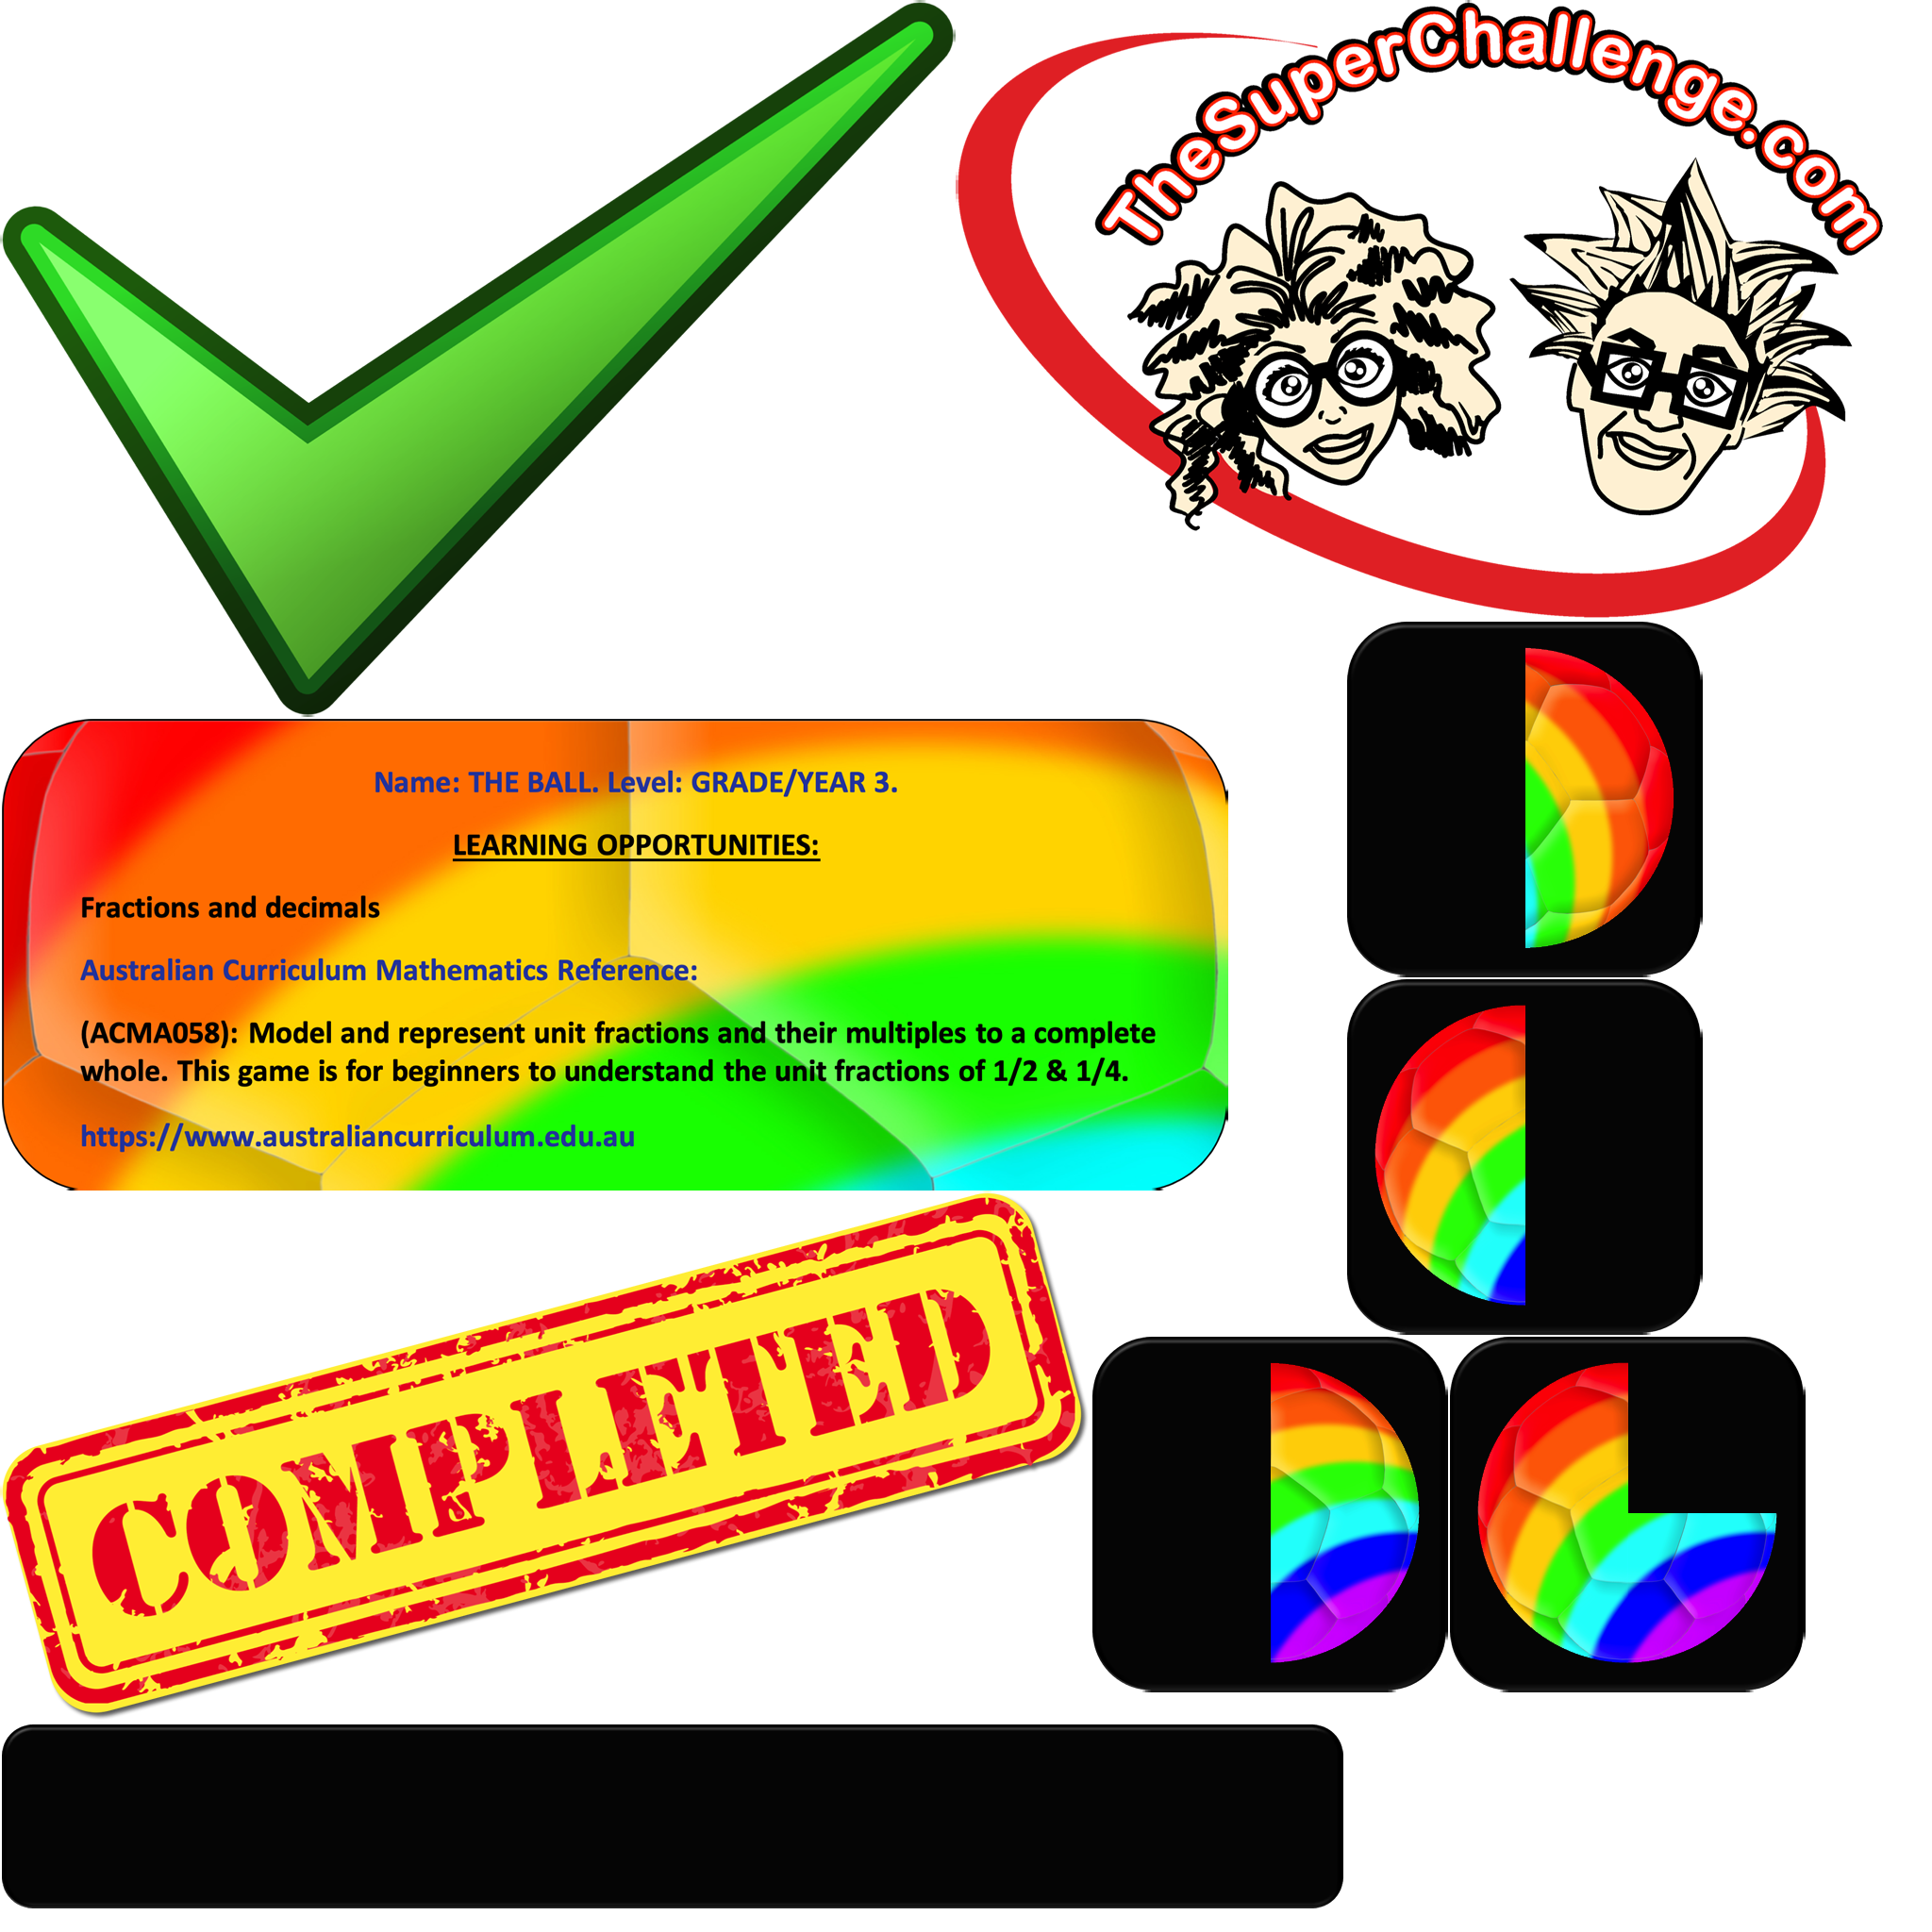 TheSuperChallenge.com
Name: THE BALL. Level: GRADE/YEAR 3.
LEARNING OPPORTUNITIES:
Fractions and decimals
Australian Curriculum Mathematics Reference:
(ACMA058): Model and represent unit fractions and their multiples to a complete
whole. This game is for beginners to understand the unit fractions of 1/2 & 1/4.
https://www.australiancurriculum.edu.au
COMPLETED